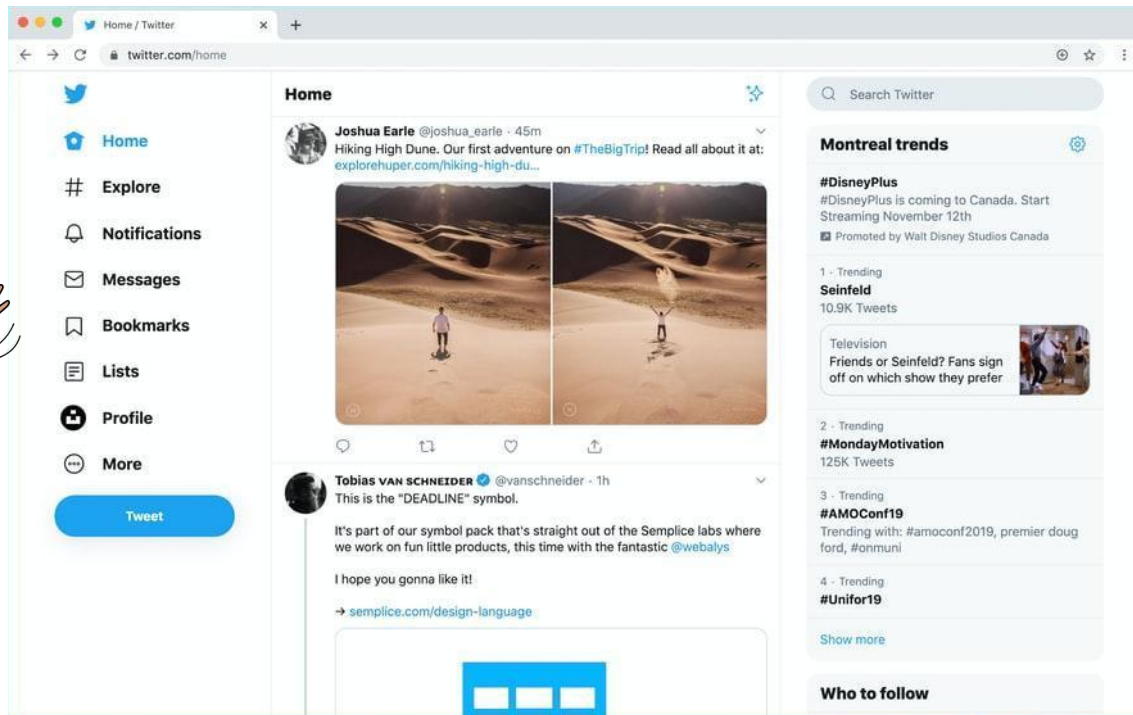 Home / Twitter
twitter.com/home
Home
Explore
Notifications
Messages
Bookmarks
Lists
Profile
More
Tweet
Home
Joshua Earle @joshua_earle · 45m
Hiking High Dune. Our first adventure on #TheBigTrip! Read all about it at:
explorehuper.com/hiking-high-du...
Tobias VAN SCHNEIDER @vanschneider · 1h
This is the "DEADLINE" symbol.
It's part of our symbol pack that's straight out of the Semplice labs where
we work on fun little products, this time with the fantastic @webalys
I hope you gonna like it!
→ semplice.com/design-language
Search Twitter
Montreal trends
#DisneyPlus
#DisneyPlus is coming to Canada. Start
Streaming November 12th
Promoted by Walt Disney Studios Canada
1 · Trending
Seinfeld
10.9K Tweets
Television
Friends or Seinfeld? Fans sign
off on which show they prefer
2 · Trending
#MondayMotivation
125K Tweets
3 · Trending
#AMOConf19
Trending with: #amoconf2019, premier doug
ford, #onmuni
4 · Trending
#Unifor19
Show more
Who to follow